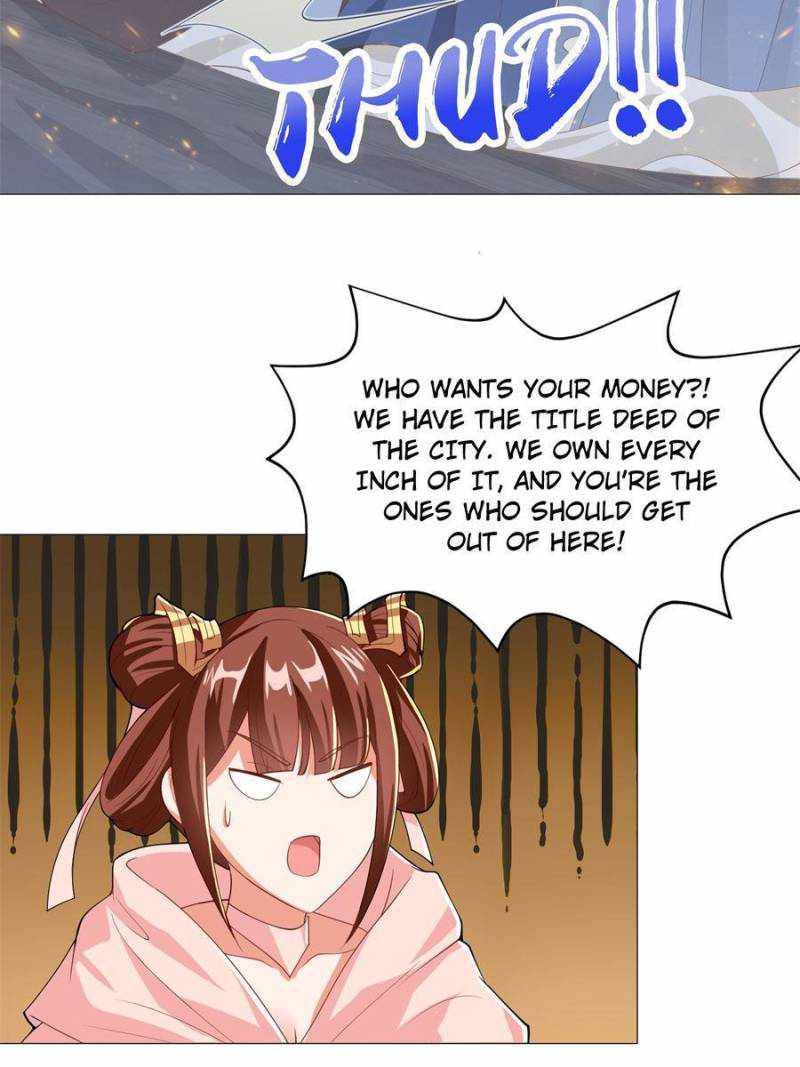 THUD!!
WHO WANTS YOUR MONEY?!
WE HAVE THE TITLE DEED OF
THE CITY. WE OWN EVERY
INCH OF IT, AND YOU'RE THE
ONES WHO SHOULD GET
OUT OF HERE!